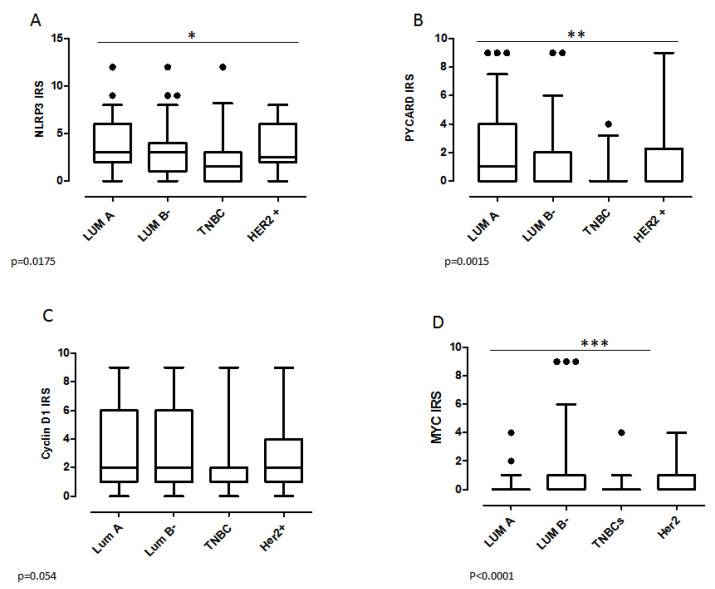 A
*
15
10
5
0
NLRP3 IRS
LUM A
LUM B-
TNBC
HER2 +
p=0.0175
B
**
10
8
6
4
2
0
PYCARD IRS
LUM A
LUM B-
TNBC
HER2 +
p=0.0015
C
10
8
6
4
2
0
Cyclin D1 IRS
Lum A
Lum B-
TNBC
Her2+
p=0.054
D
***
10
8
6
4
2
0
MYC IRS
LUM A
LUM B-
TNBCs
Her2
P<0.0001